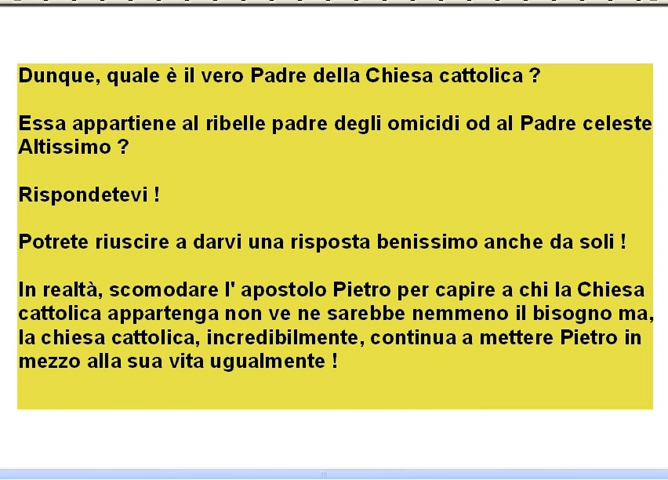 Dunque, quale è il vero Padre della Chiesa cattolica ?
Essa appartiene al ribelle padre degli omicidi od al Padre celeste
Altissimo ?
Rispondetevi !
Potrete riuscire a darvi una risposta benissimo anche da soli !
In realtà, scomodare l' apostolo Pietro per capire a chi la Chiesa
cattolica appartenga non ve ne sarebbe nemmeno il bisogno ma,
la chiesa cattolica, incredibilmente, continua a mettere Pietro in
mezzo alla sua vita ugualmente !